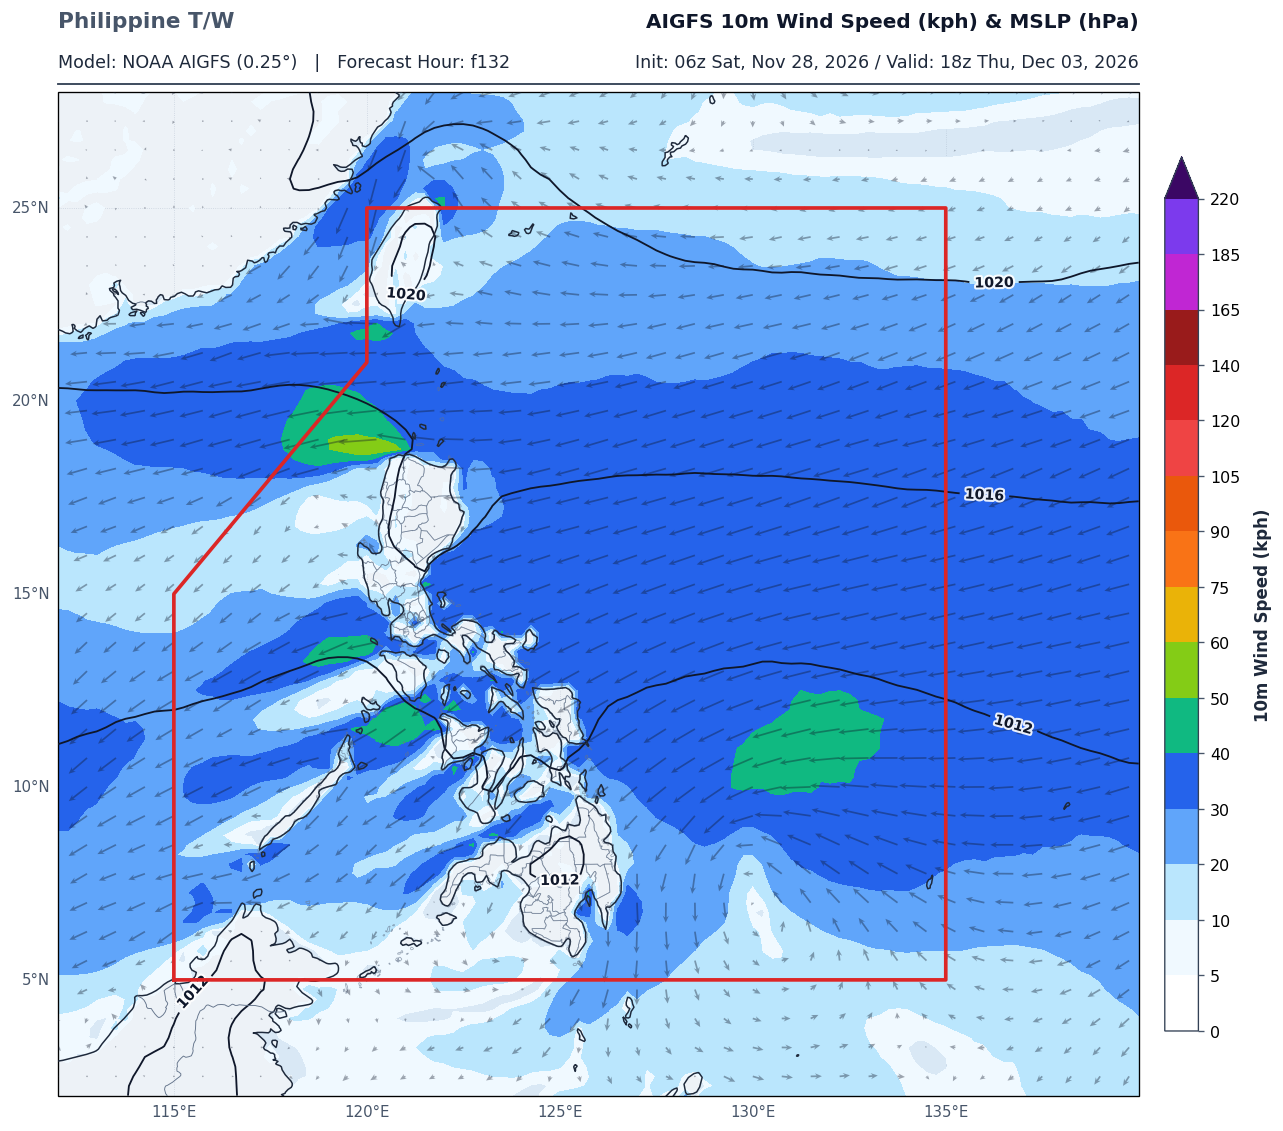 Philippine T/W
AIGFS 10m Wind Speed (kph) & MSLP (hPa)
Model: NOAA AIGFS (0.25°) | Forecast Hour: f132
Init: 06z Sat, Nov 28, 2026 / Valid: 18z Thu, Dec 03, 2026
25°N
20°N
15°N
10°N
5°N
115°E
120°E
125°E
130°E
135°E
1020
1020
1016
1012
1012
1012
220
185
165
140
120
105
90
75
60
50
40
30
20
10
5
0
10m Wind Speed (kph)